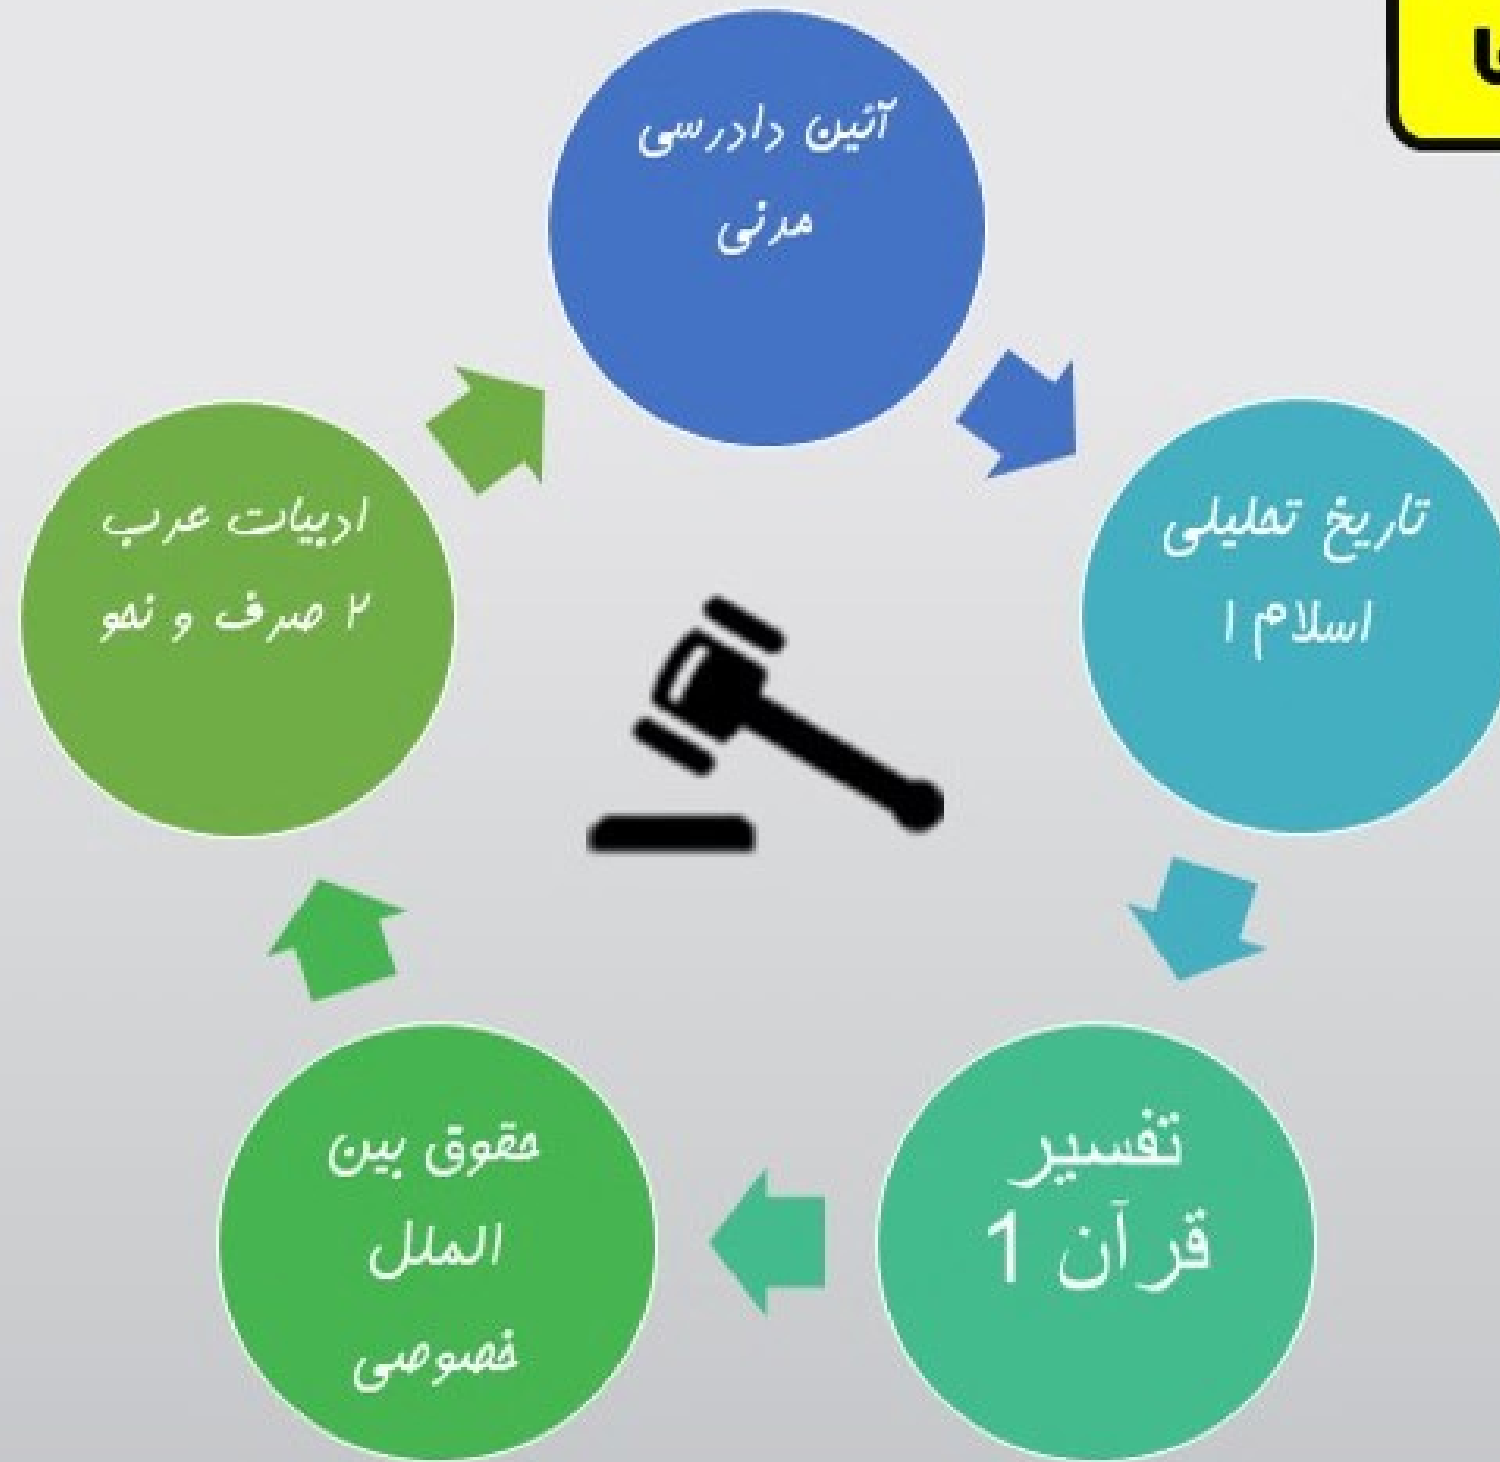 آئین دادرسی
مدنی
تاریخ تحلیلی
اسلام ۱
تفسیر
قرآن 1
حقوق بین
الملل
خصوصی
ادبیات عرب
۲ صرف و نحو